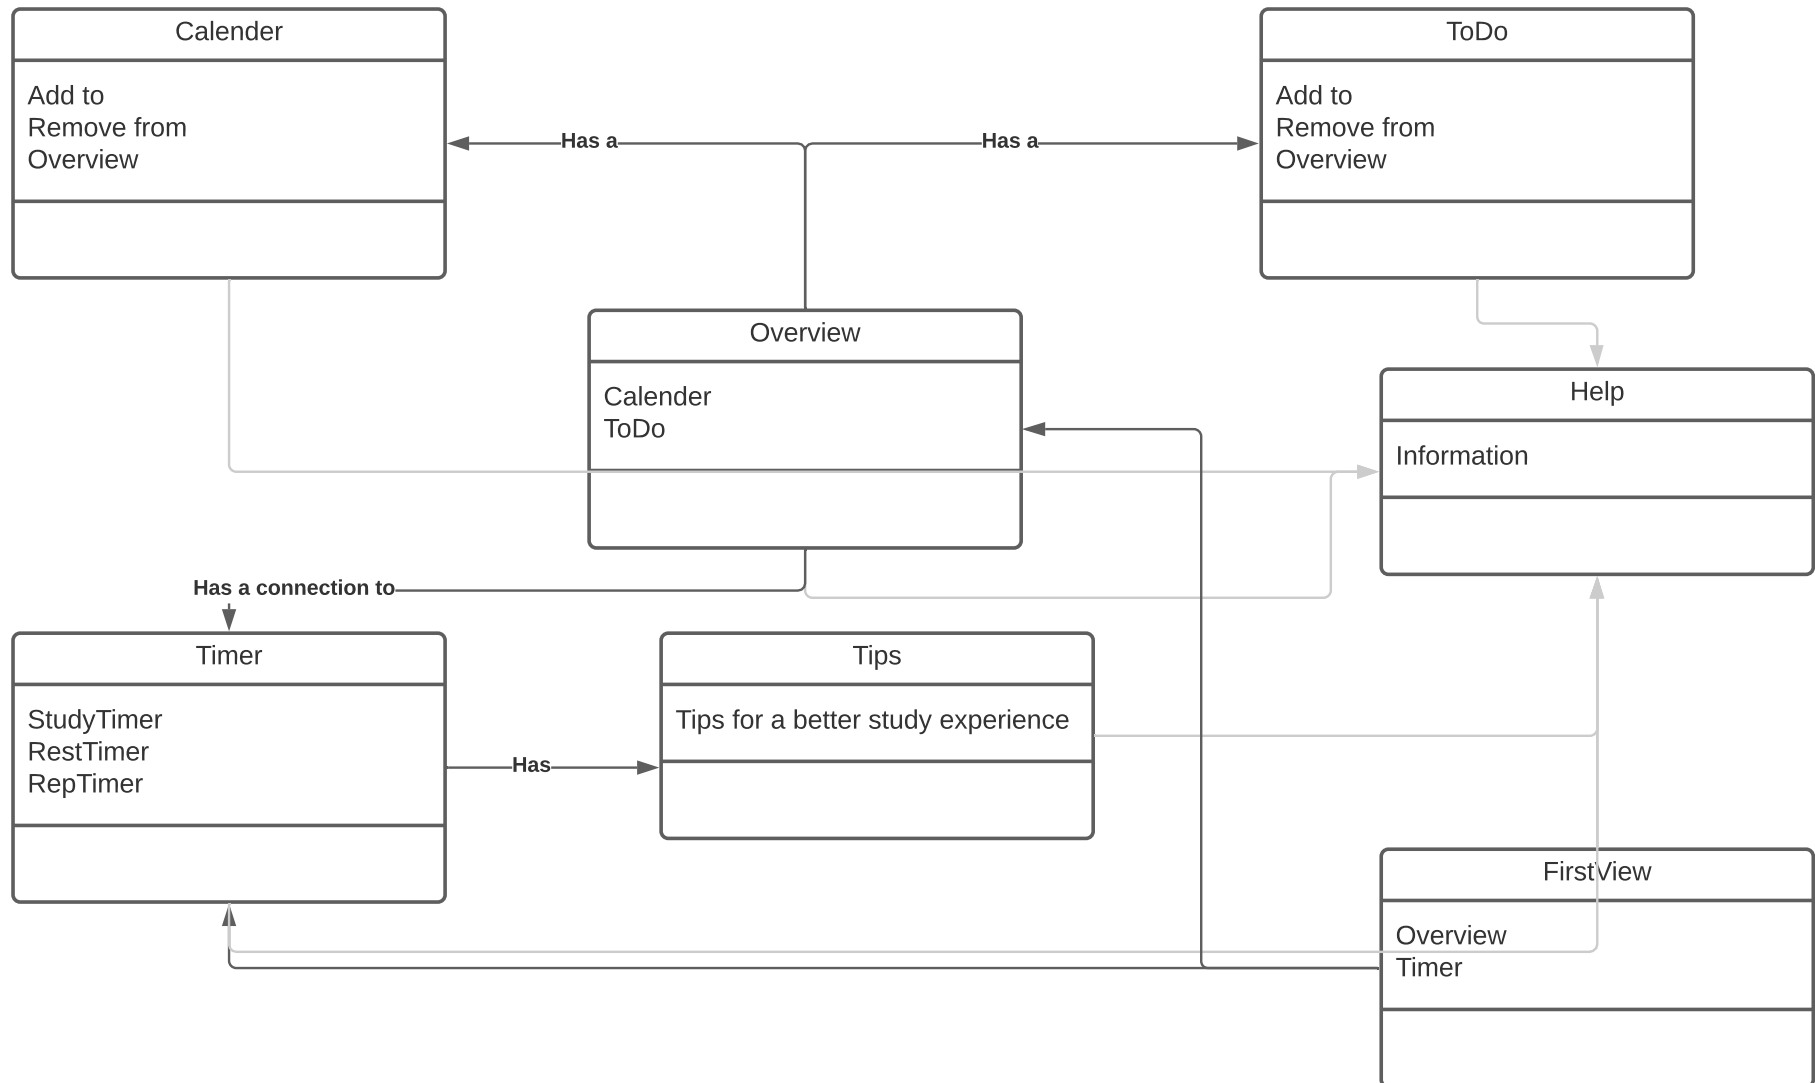 Calender
Add to
Remove from
Overview
Has a
Has a
ToDo
Add to
Remove from
Overview
Overview
Calender
ToDo
Help
Information
Has a connection to
Timer
StudyTimer
RestTimer
RepTimer
Has
Tips
Tips for a better study experience
FirstView
Overview
Timer